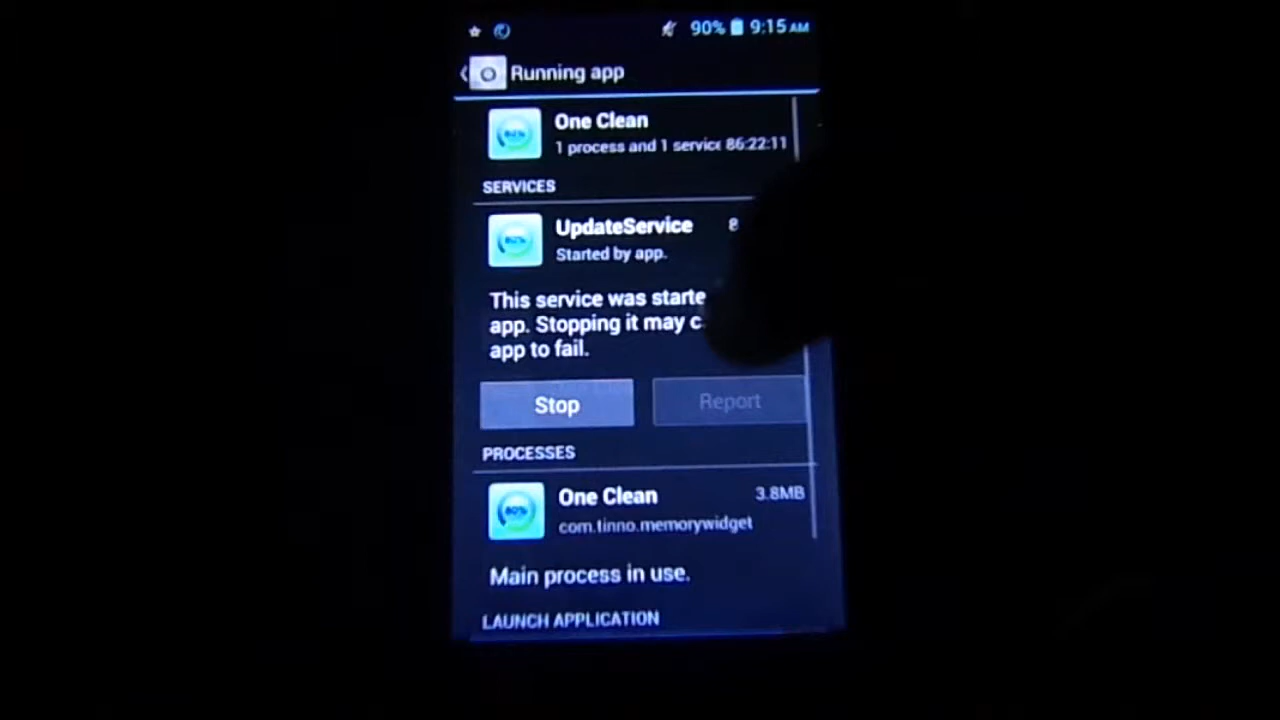 90% 9:15 AM
Running app
One Clean
1 process and 1 service 86:22:11
SERVICES
UpdateService 8
Started by app.
This service was starte
app. Stopping it may c
app to fail.
Stop Report
PROCESSES
One Clean 3.8MB
com.tinno.memorywidget
Main process in use.
LAUNCH APPLICATION